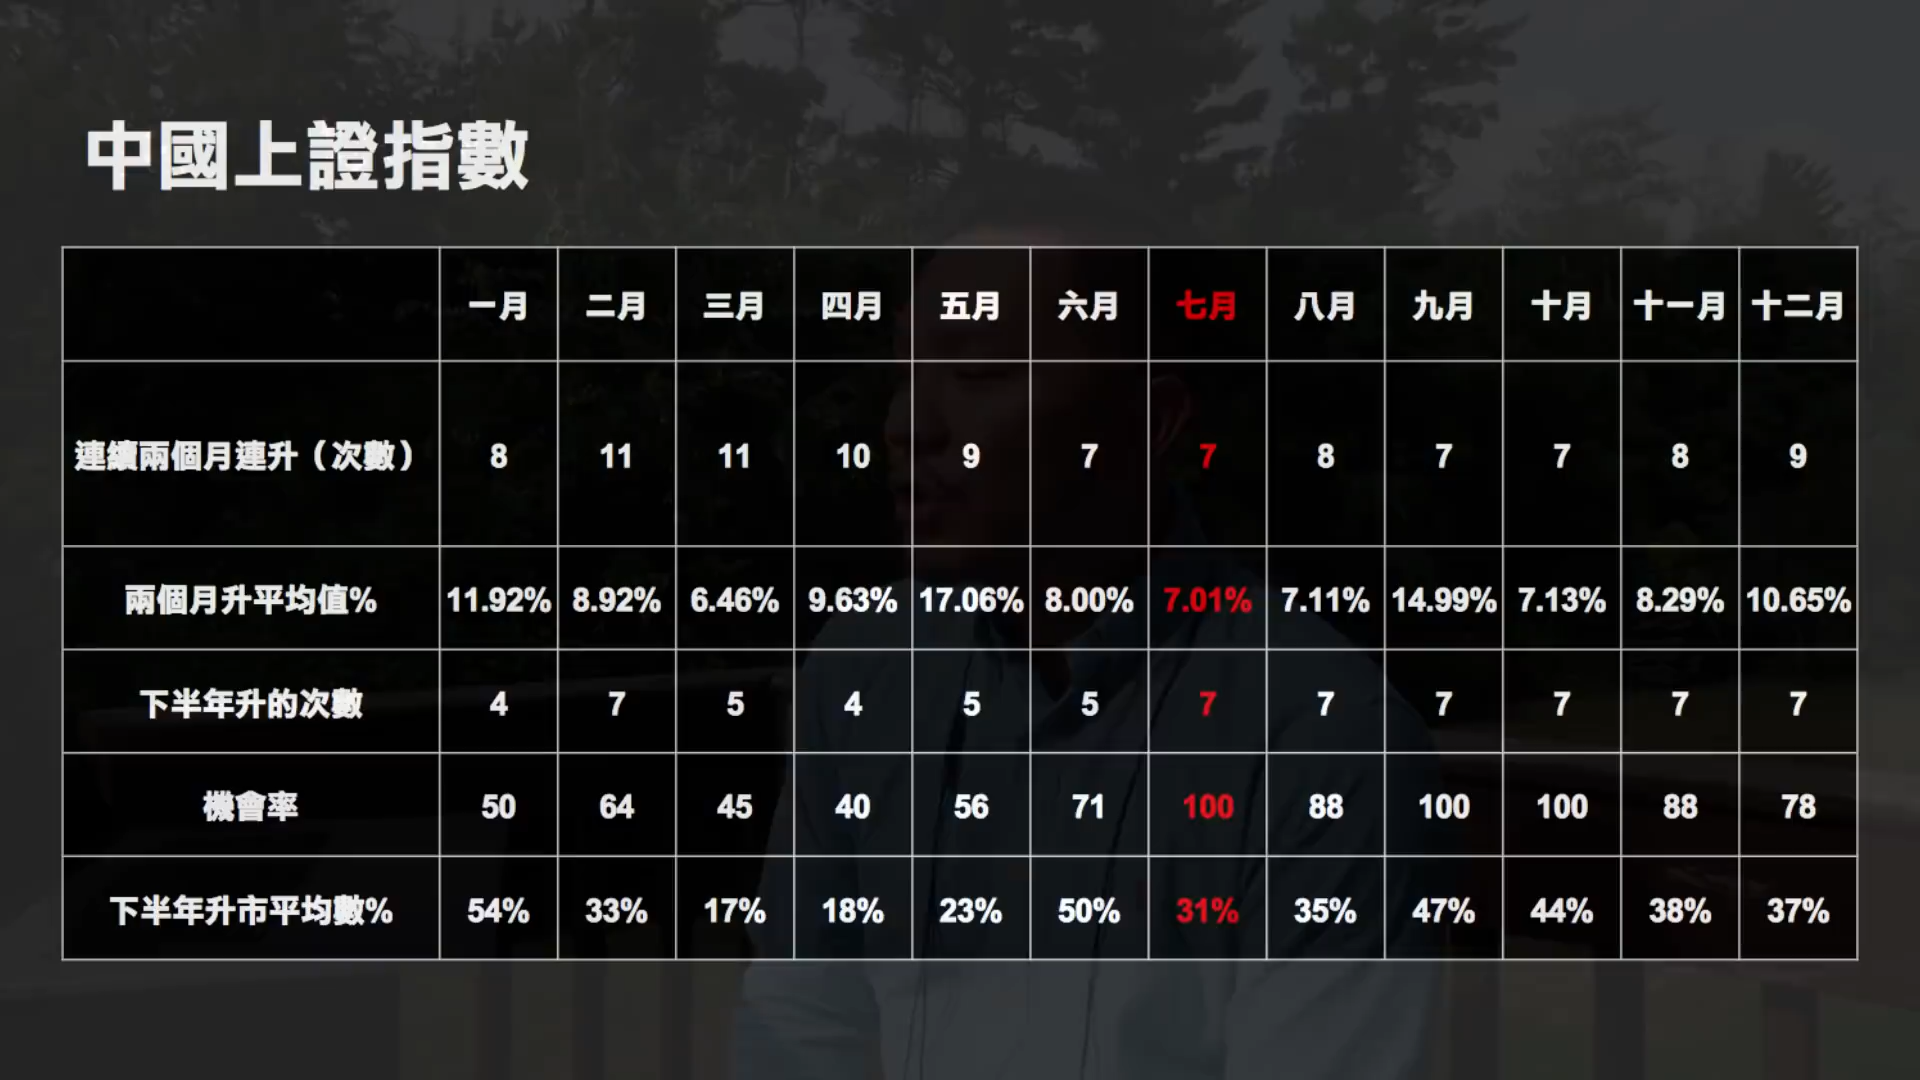 中國上證指數
一月 二月 三月 四月 五月 六月 七月 八月 九月 十月 十一月 十二月
連續兩個月連升（次數） 8 11 11 10 9 7 7 8 7 7 8 9
兩個月升平均值% 11.92% 8.92% 6.46% 9.63% 17.06% 8.00% 7.01% 7.11% 14.99% 7.13% 8.29% 10.65%
下半年升的次數 4 7 5 4 5 5 7 7 7 7 7 7
機會率 50 64 45 40 56 71 100 88 100 100 88 78
下半年升市平均數% 54% 33% 17% 18% 23% 50% 31% 35% 47% 44% 38% 37%